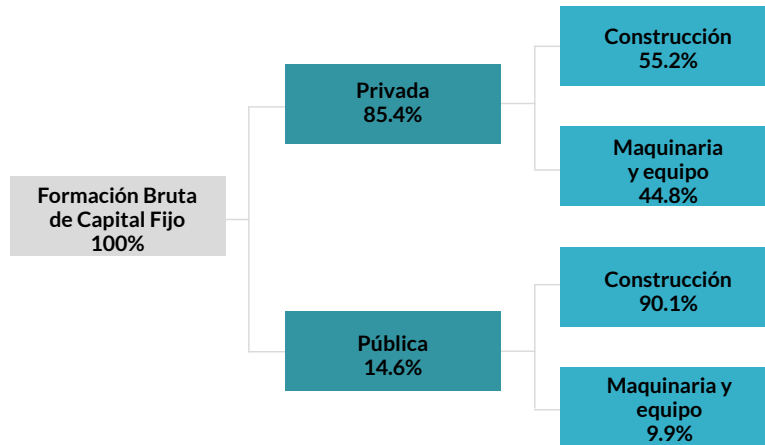 Formación Bruta
de Capital Fijo
100%
Privada
85.4%
Construcción
55.2%
Maquinaria
y equipo
44.8%
Pública
14.6%
Construcción
90.1%
Maquinaria y
equipo
9.9%